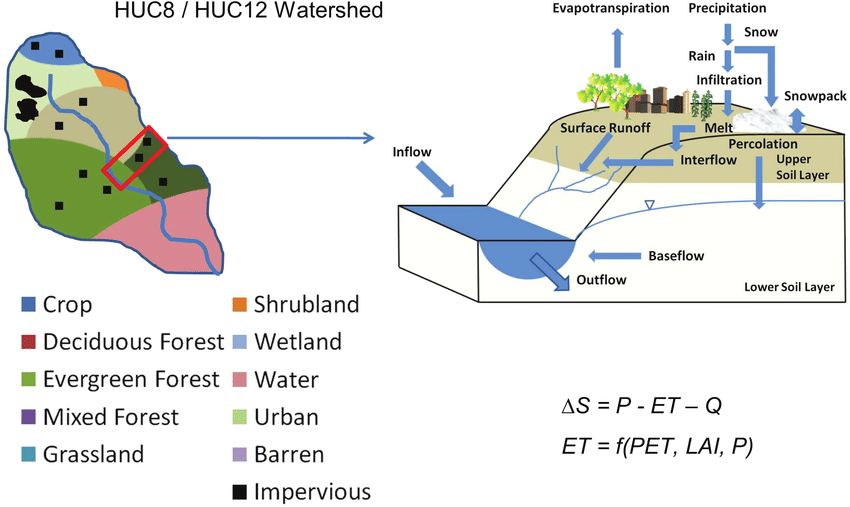 HUC8 / HUC12 Watershed
Evapotranspiration
Precipitation
Snow
Rain
Infiltration
Snowpack
Surface Runoff
Melt
Percolation
Inflow
Interflow
Upper
Soil Layer
Baseflow
Outflow
Lower Soil Layer
Crop
Deciduous Forest
Evergreen Forest
Mixed Forest
Grassland
Shrubland
Wetland
Water
Urban
Barren
Impervious
ΔS = P - ET – Q
ET = f(PET, LAI, P)